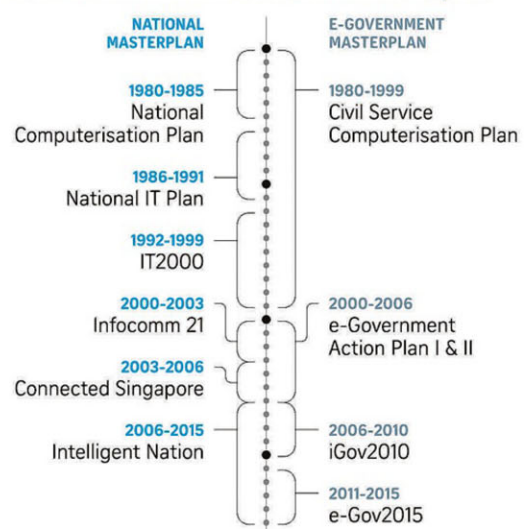 NATIONAL
MASTERPLAN
E-GOVERNMENT
MASTERPLAN
1980-1985
National
Computerisation Plan
1980-1999
Civil Service
Computerisation Plan
1986-1991
National IT Plan
1992-1999
IT2000
2000-2003
Infocomm 21
2000-2006
e-Government
Action Plan I & II
2003-2006
Connected Singapore
2006-2015
Intelligent Nation
2006-2010
iGov2010
2011-2015
e-Gov2015